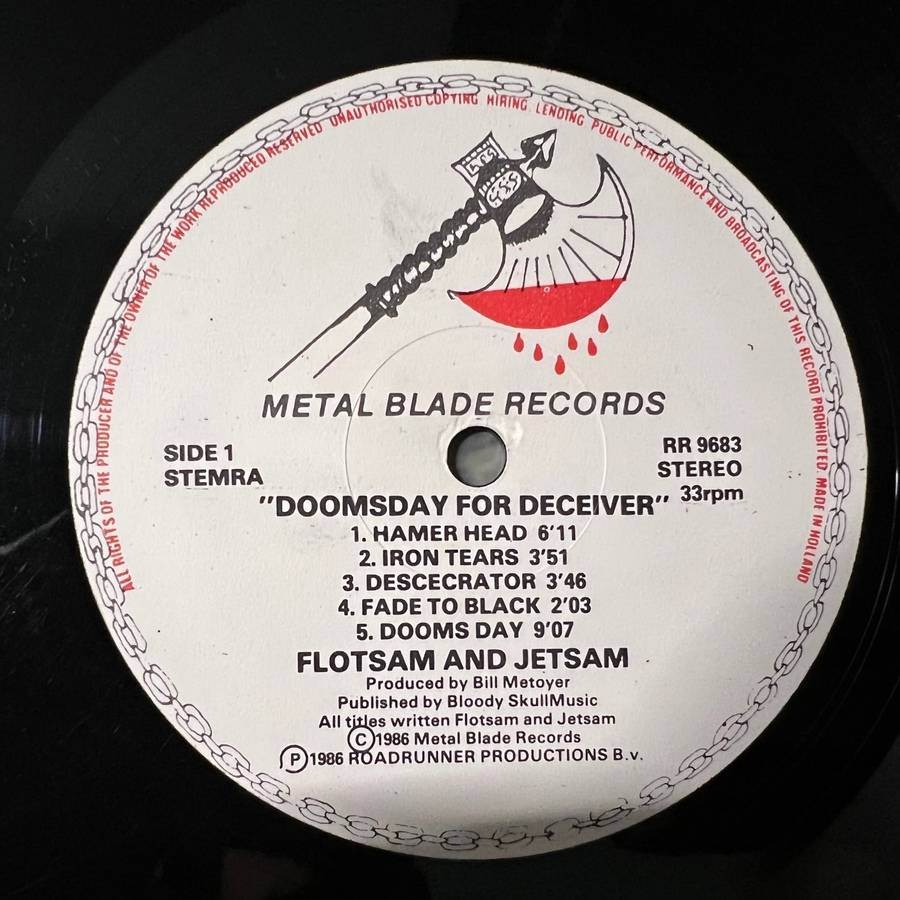 ALL RIGHTS OF THE PRODUCER AND OF THE OWNER OF THE WORK REPRODUCED RESERVED UNAUTHORISED COPYING HIRING LENDING PUBLIC PERFORMANCE AND BROADCASTING OF THIS RECORD PROHIBITED. MADE IN HOLLAND
METAL BLADE RECORDS
SIDE 1
STEMRA
RR 9683
STEREO
33rpm
"DOOMSDAY FOR DECEIVER"
1. HAMER HEAD 6'11
2. IRON TEARS 3'51
3. DESCECRATOR 3'46
4. FADE TO BLACK 2'03
5. DOOMS DAY 9'07
FLOTSAM AND JETSAM
Produced by Bill Metoyer
Published by Bloody SkullMusic
All titles written Flotsam and Jetsam
Ⓒ1986 Metal Blade Records
Ⓟ1986 ROADRUNNER PRODUCTIONS B.v.